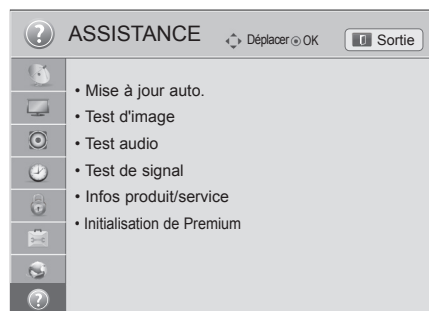 ASSISTANCE Déplacer OK Sortie
• Mise à jour auto.
• Test d'image
• Test audio
• Test de signal
• Infos produit/service
• Initialisation de Premium